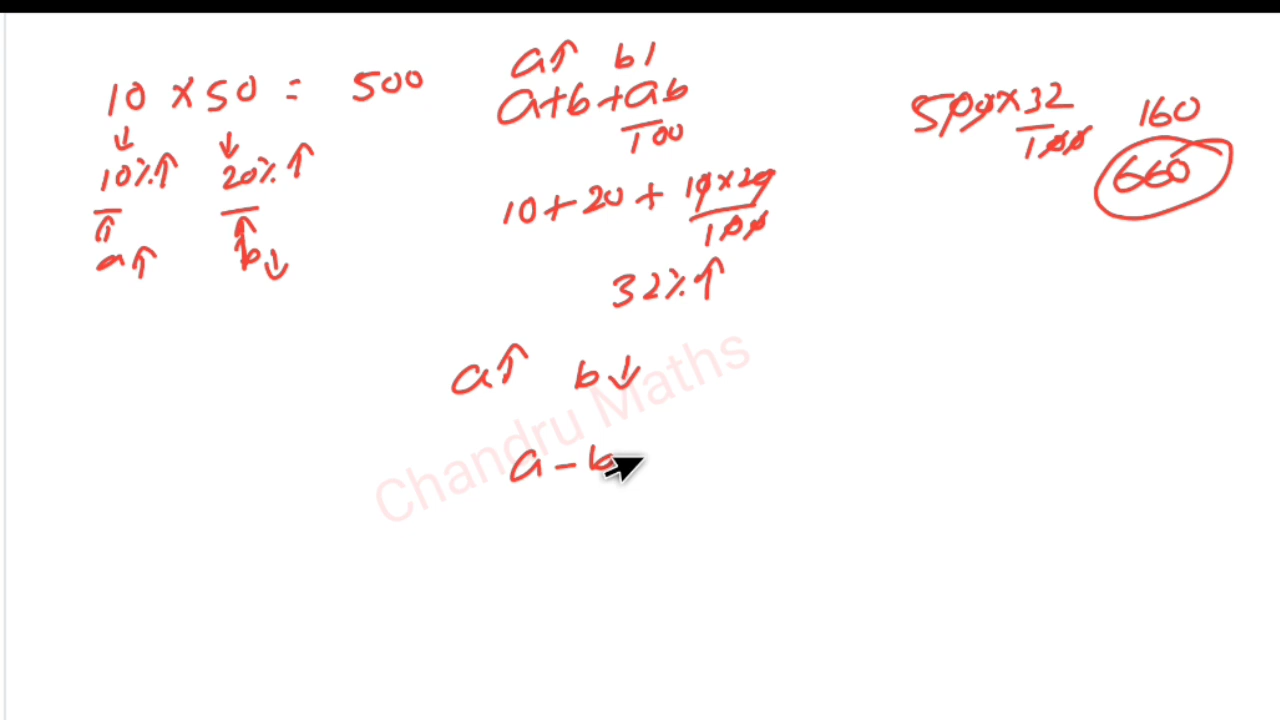 10 × 50 = 500
↓ ↓
10%↑ 20%↑
↑ ↑
a↑ b↓
a↑ b↑
a+b+ab/100
10+20+10×20/100
32%↑
a↑ b↓
a-b
500×32/100 160
660
Chandru Maths